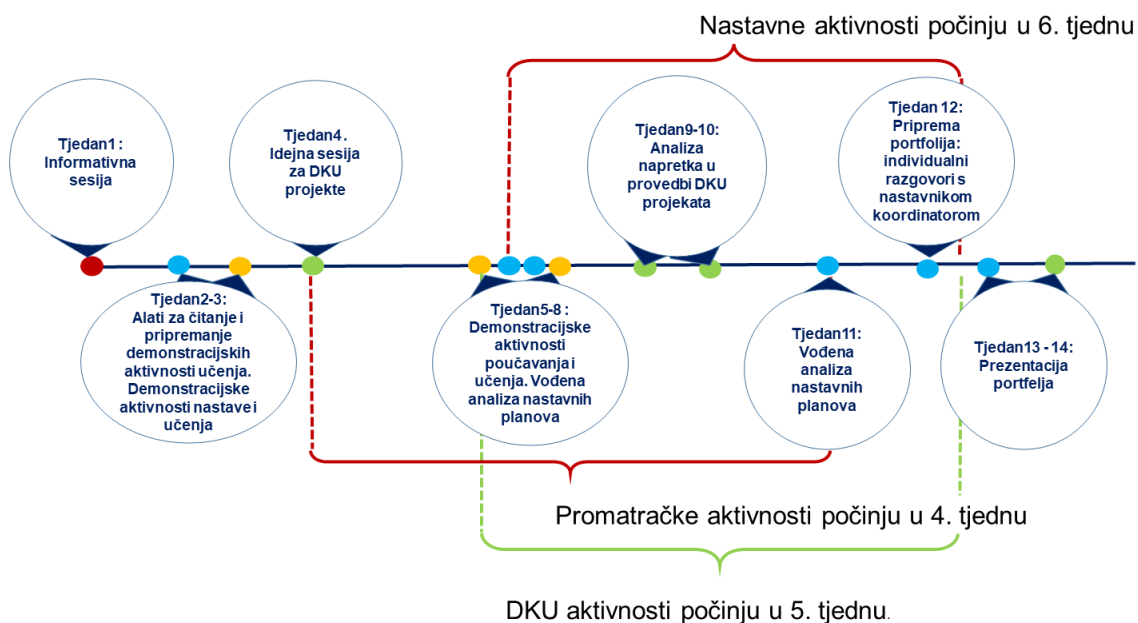 Nastavne aktivnosti počinju u 6. tjednu
Tjedan1:
Informativna
sesija
Tjedan4.
Idejna sesija
za DKU
projekte
Tjedan9-10:
Analiza
napretka u
provedbi DKU
projekata
Tjedan 12:
Priprema
portfolija:
individualni
razgovori s
nastavnikom
koordinatorom
Tjedan2-3:
Alati za čitanje i
pripremanje
demonstracijskih
aktivnosti učenja.
Demonstracijske
aktivnosti nastave i
učenja
Tjedan5-8 :
Demonstracijske
aktivnosti
poučavanja i
učenja. Vođena
analiza nastavnih
planova
Tjedan11:
Vođena
analiza
nastavnih
planova
Tjedan13 - 14:
Prezentacija
portfelja
Promatračke aktivnosti počinju u 4. tjednu
DKU aktivnosti počinju u 5. tjednu.